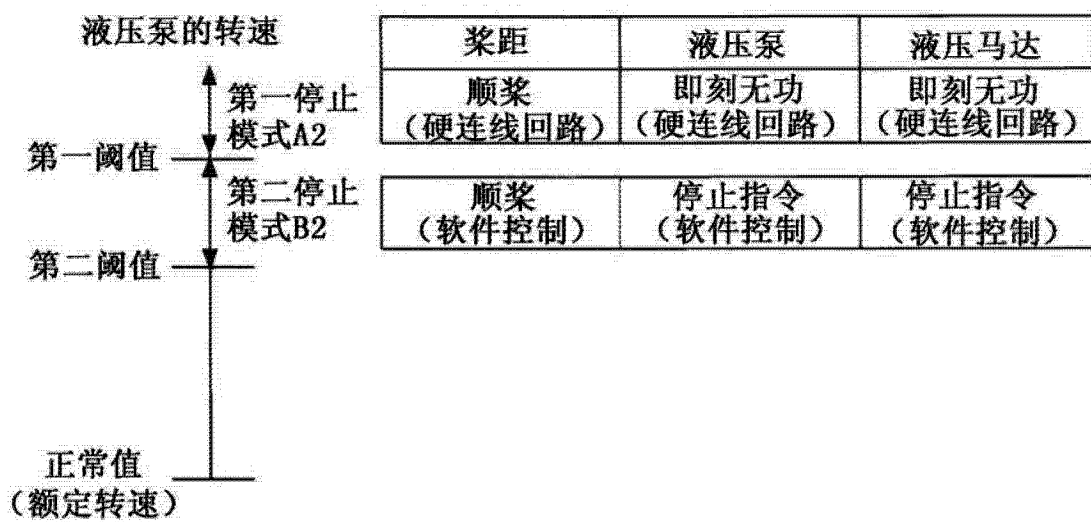 液压泵的转速
第一停止
模式A2
第一阈值
第二停止
模式B2
第二阈值
正常值
（额定转速）
桨距 液压泵 液压马达
顺桨 即刻无功 即刻无功
（硬连线回路） （硬连线回路） （硬连线回路）
顺桨 停止指令 停止指令
（软件控制） （软件控制） （软件控制）